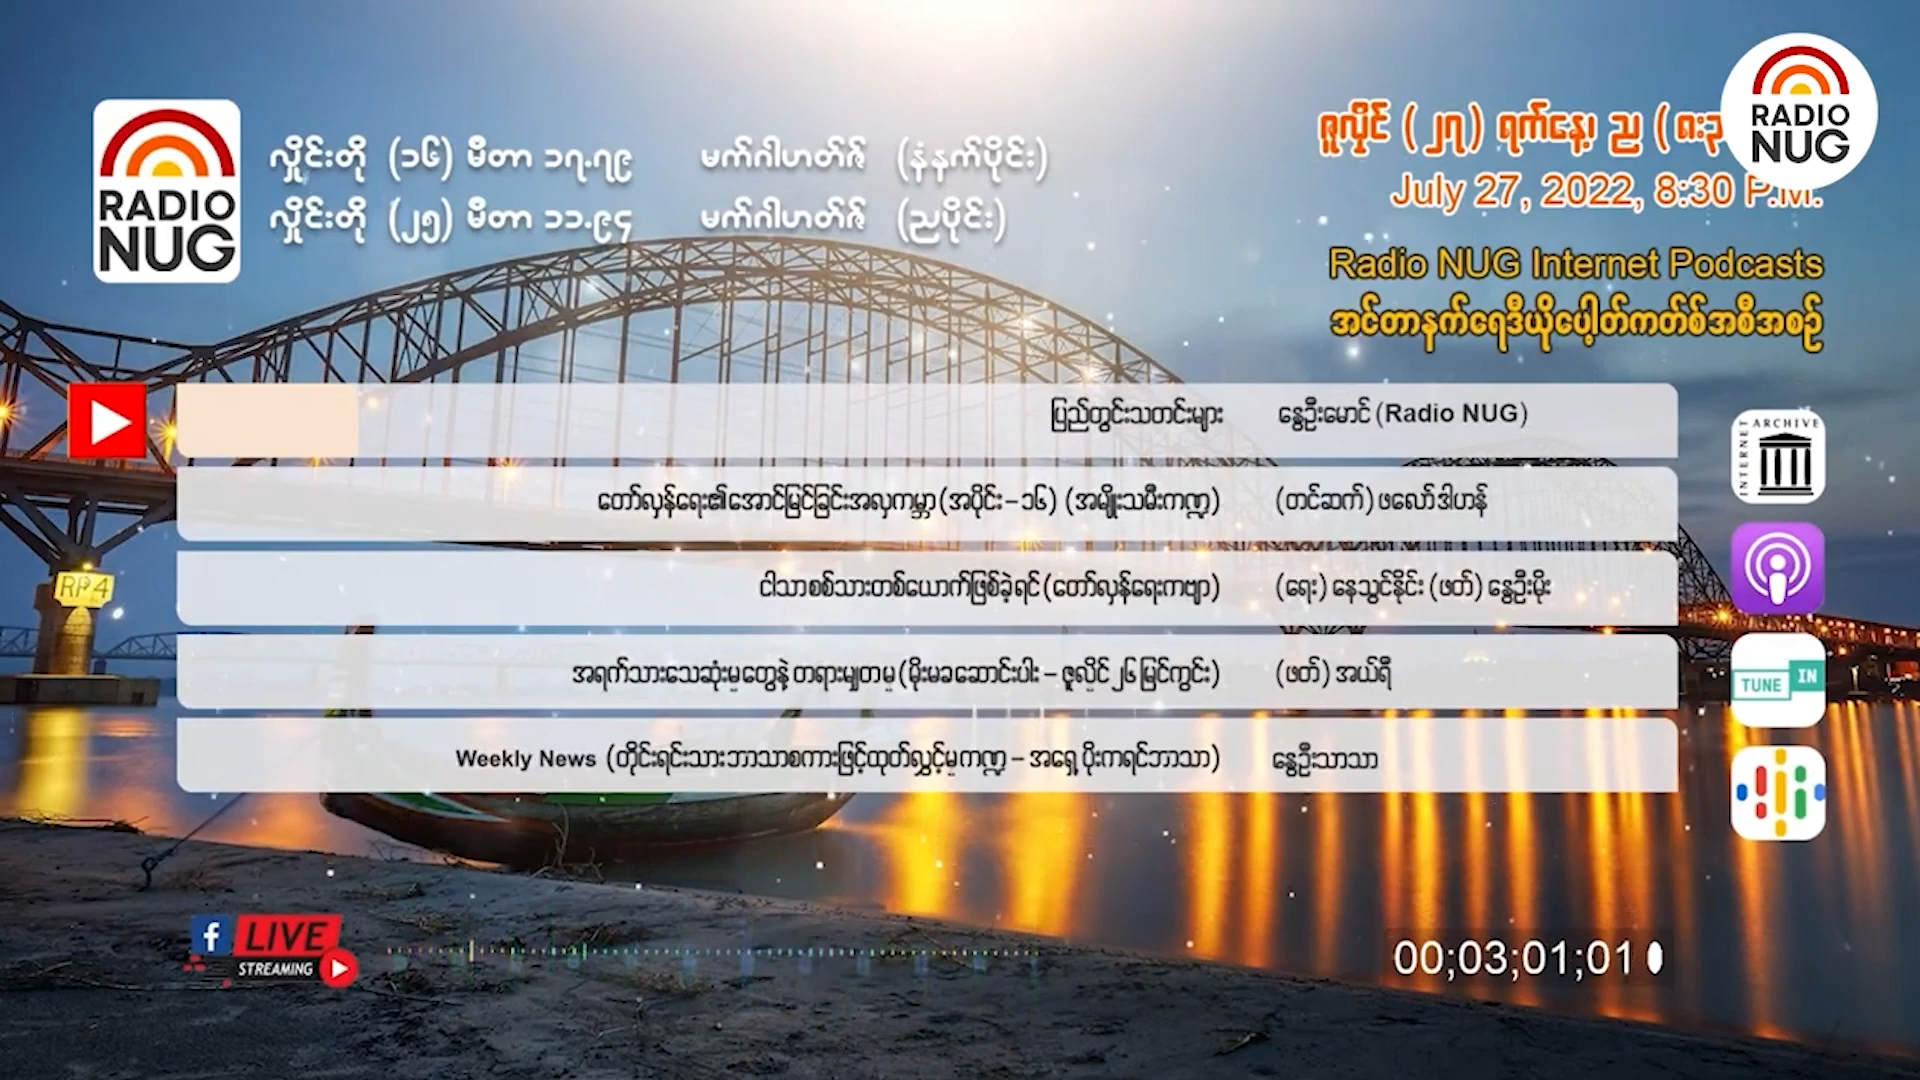 RADIO
NUG
လှိုင်းတို (၁၆) မီတာ ၁၇.၇၉ မက်ဂါဟတ်ဇ် (နံနက်ပိုင်း)
လှိုင်းတို (၂၅) မီတာ ၁၁.၉၄ မက်ဂါဟတ်ဇ် (ညပိုင်း)
ဇူလှိုင် (၂၇) ရက်နေ့၊ ည (၈း၃
RADIO
NUG
July 27, 2022, 8:30 P.M.
Radio NUG Internet Podcasts
အင်တာနက်ရေဒီယိုပေါ့တ်ကတ်စ်အစီအစဉ်
ပြည်တွင်းသတင်းများ နွေဦးမောင် (Radio NUG)
တော်လှန်ရေး၏အောင်မြင်ခြင်းအလှကမ္ဘာ (အပိုင်း – ၁၆) (အမျိုးသမီးကဏ္ဍ) (တင်ဆက်) ဖလော်ဒါဟန်
ငါသာစစ်သားတစ်ယောက်ဖြစ်ခဲ့ရင် (တော်လှန်ရေးကဗျာ) (ရေး) နေသွင်နိုင်း (ဖတ်) နွေဦးမိုး
အရက်သားသေဆုံးမှုတွေနဲ့ တရားမျှတမှု (မိုးမခဆောင်းပါး – ဇူလိုင် ၂၆ မြင်ကွင်း) (ဖတ်) အယ်ရီ
Weekly News (တိုင်းရင်းသားဘာသာစကားဖြင့်ထုတ်လွှင့်မှုကဏ္ဍ – အရှေ့ပိုးကရင်ဘာသာ) နွေဦးသာသာ
INTERNET ARCHIVE
TUNE IN
RP4
f LIVE
STREAMING
00;03;01;01